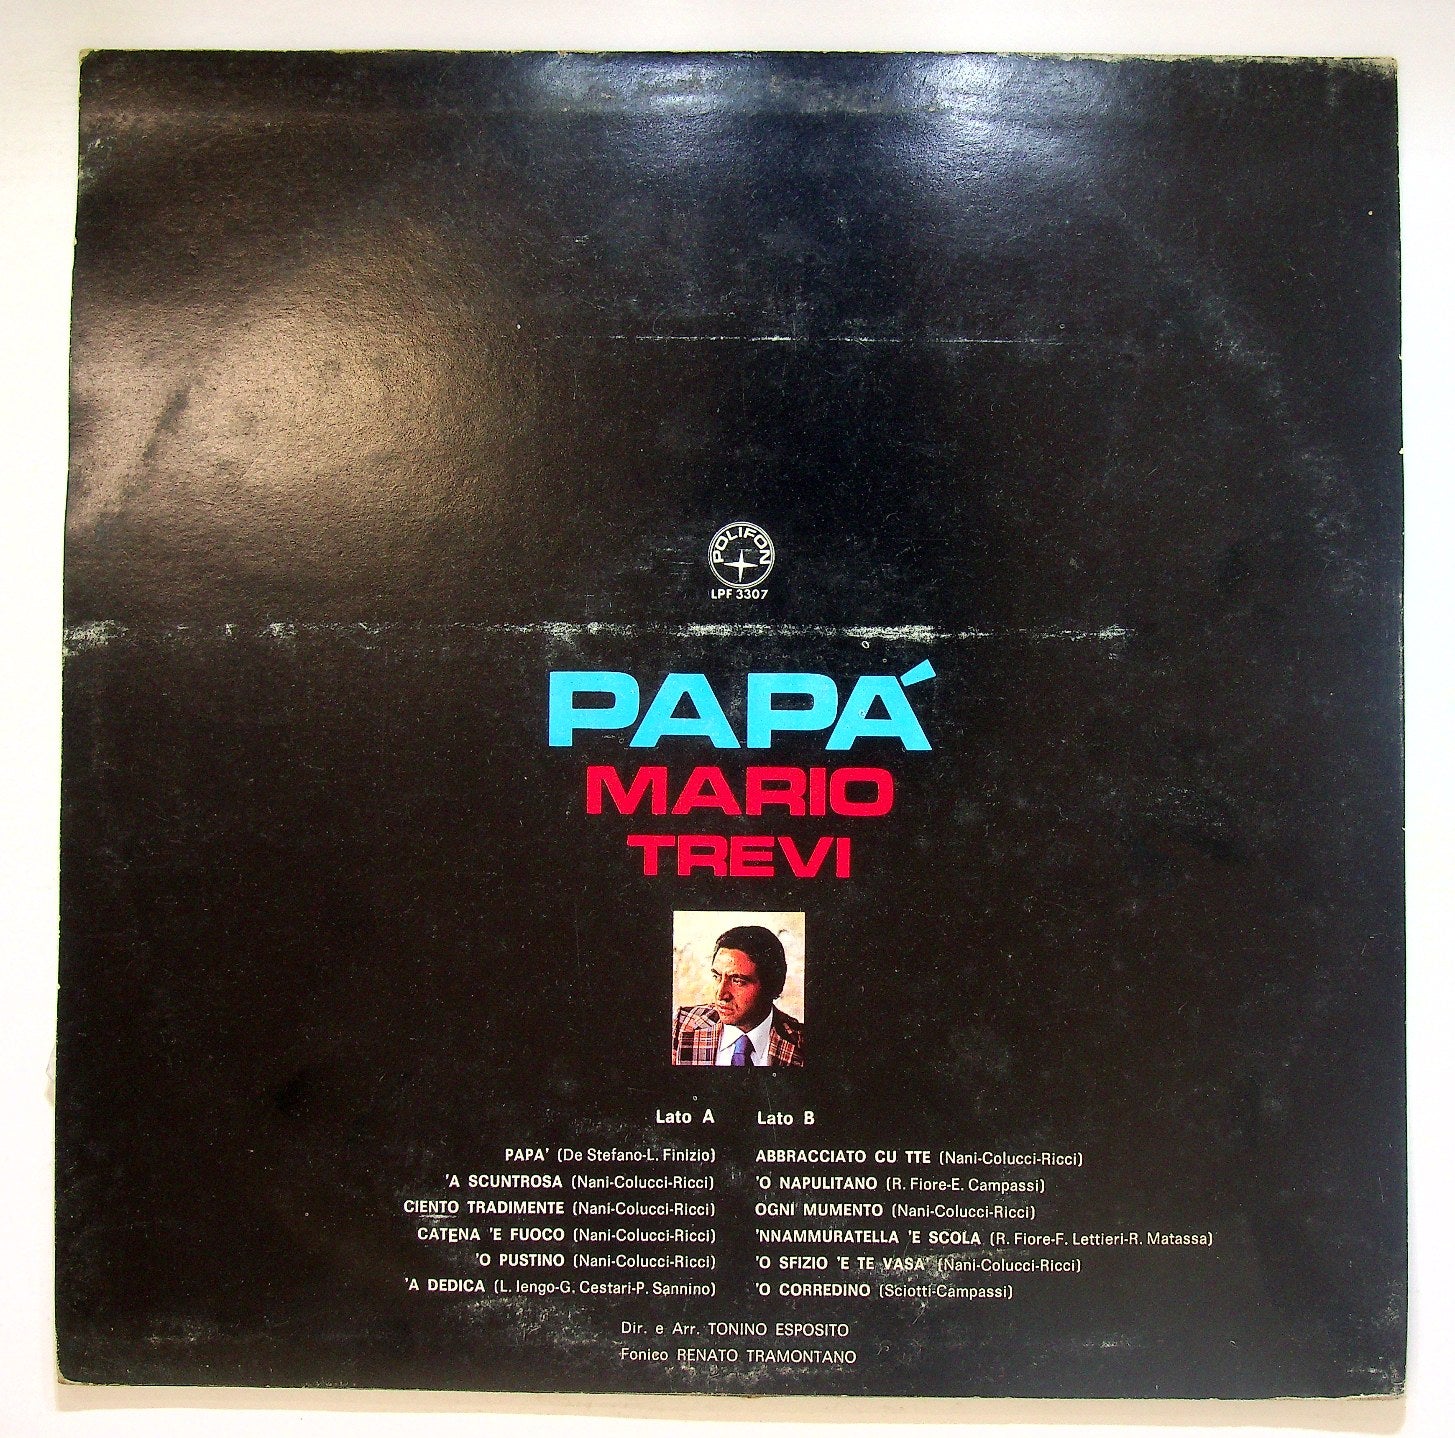 POLIFON
LPF 3307
PAPÁ
MARIO
TREVI
Lato A
PAPA' (De Stefano-L. Finizio)
'A SCUNTROSA (Nani-Colucci-Ricci)
CIENTO TRADIMENTE (Nani-Colucci-Ricci)
CATENA 'E FUOCO (Nani-Colucci-Ricci)
'O PUSTINO (Nani-Colucci-Ricci)
'A DEDICA (L. Iengo-G. Cestari-P. Sannino)
Lato B
ABBRACCIATO CU TTE (Nani-Colucci-Ricci)
'O NAPULITANO (R. Fiore-E. Campassi)
OGNI MUMENTO (Nani-Colucci-Ricci)
'NNAMMURATELLA 'E SCOLA (R. Fiore-F. Lettieri-R. Matassa)
'O SFIZIO 'E TE VASA' (Nani-Colucci-Ricci)
'O CORREDINO (Sciotti-Campassi)
Dir. e Arr. TONINO ESPOSITO
Fonico RENATO TRAMONTANO